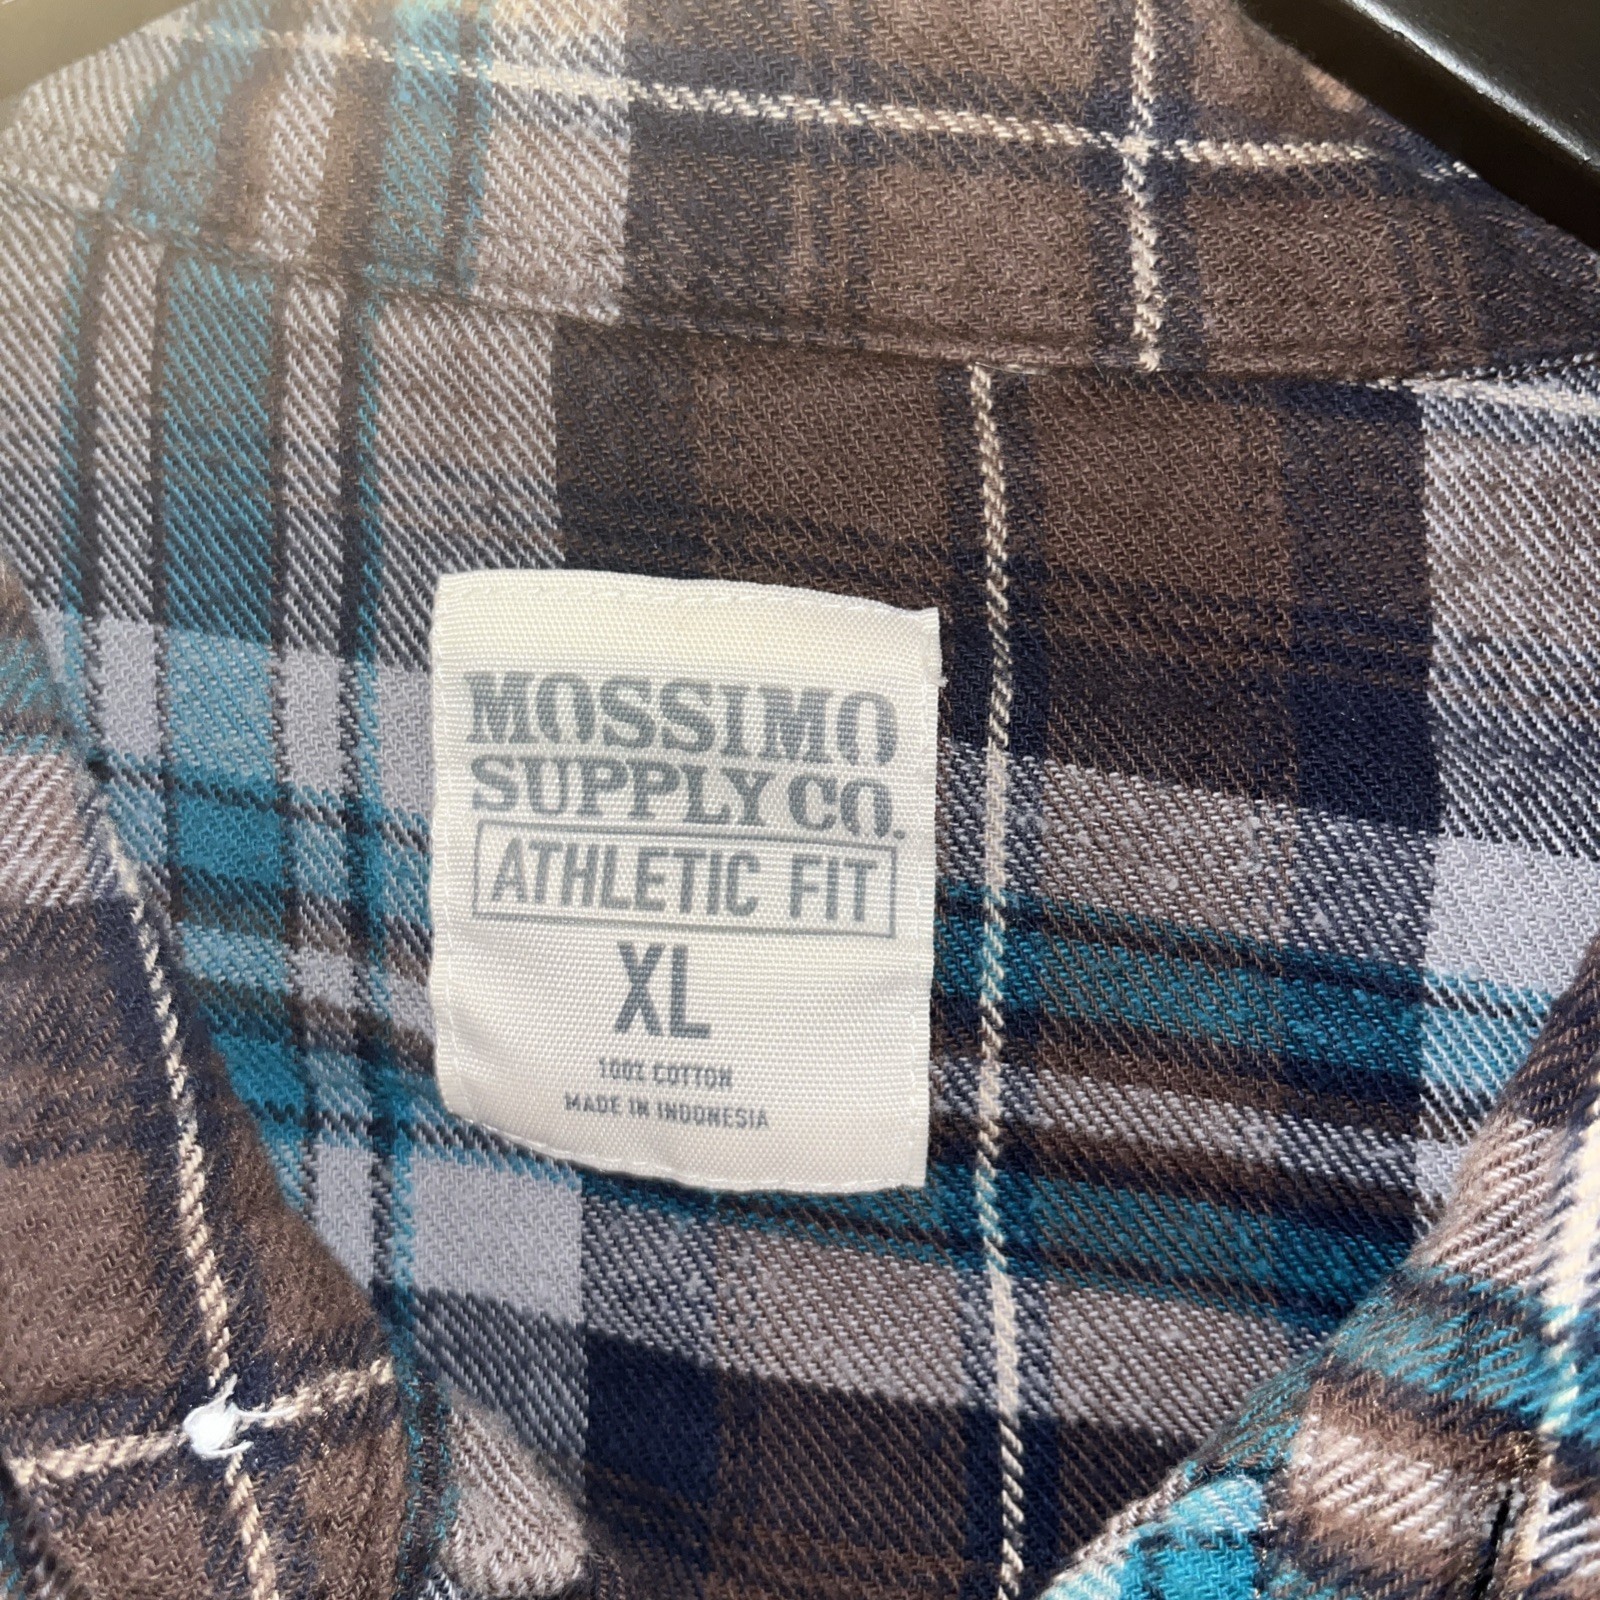 MOSSIMO
SUPPLY CO.
ATHLETIC FIT
XL
100% COTTON
MADE IN INDONESIA